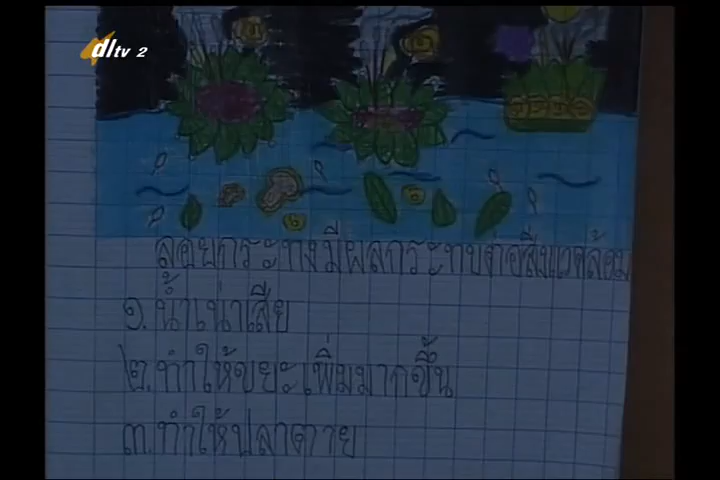 dltv 2
ลอยกระทงมีผลกระทบต่อสิ่งแวดล้อม
๑. น้ำเน่าเสีย
๒. ทำให้ขยะเพิ่มมากขึ้น
๓. ทำให้ปลาตาย